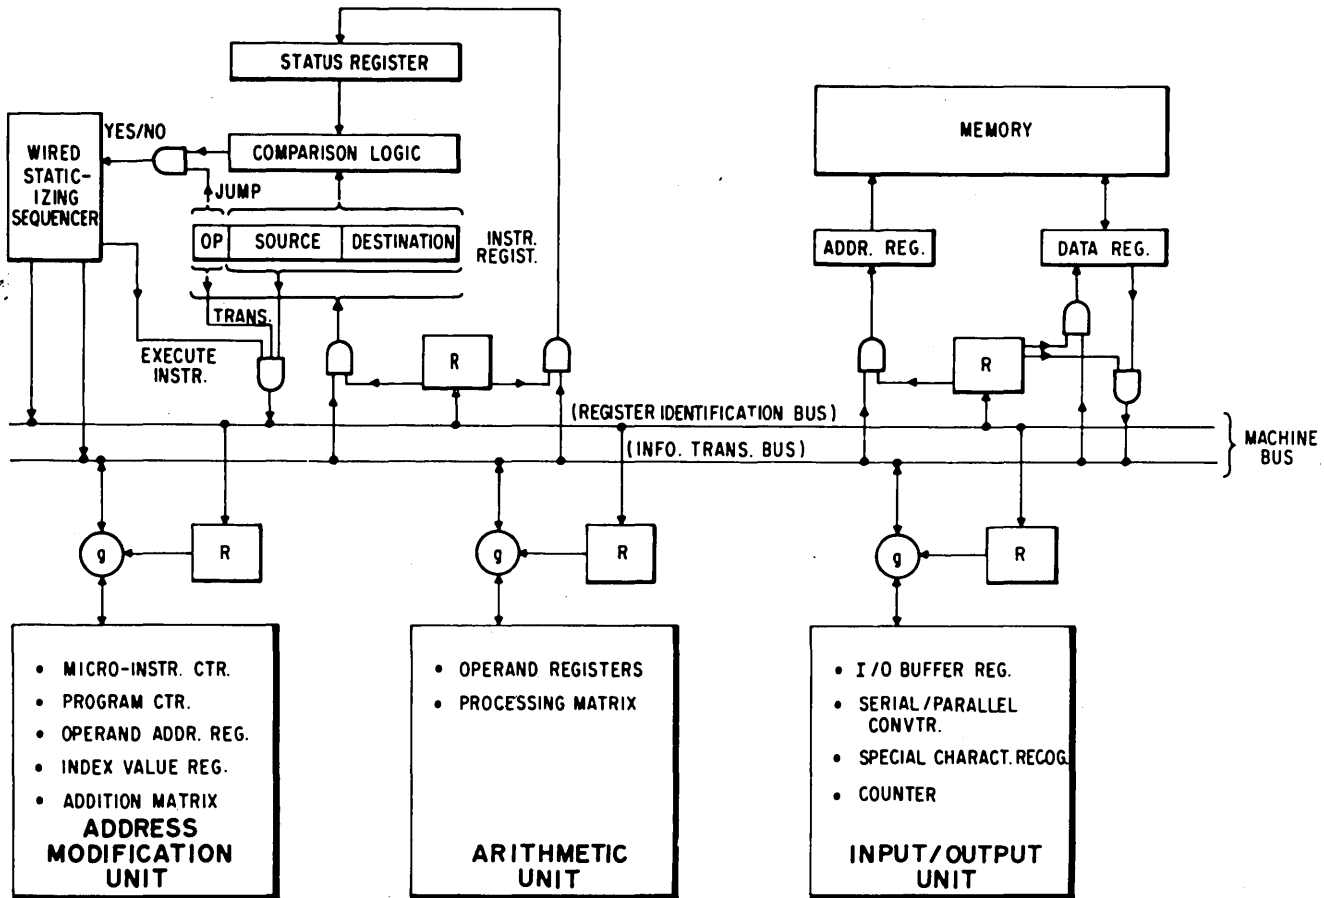 STATUS REGISTER
MEMORY
YES/NO
WIRED
STATIC-
IZING
SEQUENCER
COMPARISON LOGIC
JUMP
OP
SOURCE
DESTINATION
INSTR.
REGIST.
ADDR. REG.
DATA REG.
TRANS.
EXECUTE
INSTR.
R
R
(REGISTER IDENTIFICATION BUS)
(INFO. TRANS. BUS)
MACHINE
BUS
g
R
g
R
g
R
• MICRO-INSTR. CTR.
• PROGRAM CTR.
• OPERAND ADDR. REG.
• INDEX VALUE REG.
• ADDITION MATRIX
ADDRESS
MODIFICATION
UNIT
• OPERAND REGISTERS
• PROCESSING MATRIX
ARITHMETIC
UNIT
• I/O BUFFER REG.
• SERIAL/PARALLEL
CONVTR.
• SPECIAL CHARACT. RECOG.
• COUNTER
INPUT/OUTPUT
UNIT